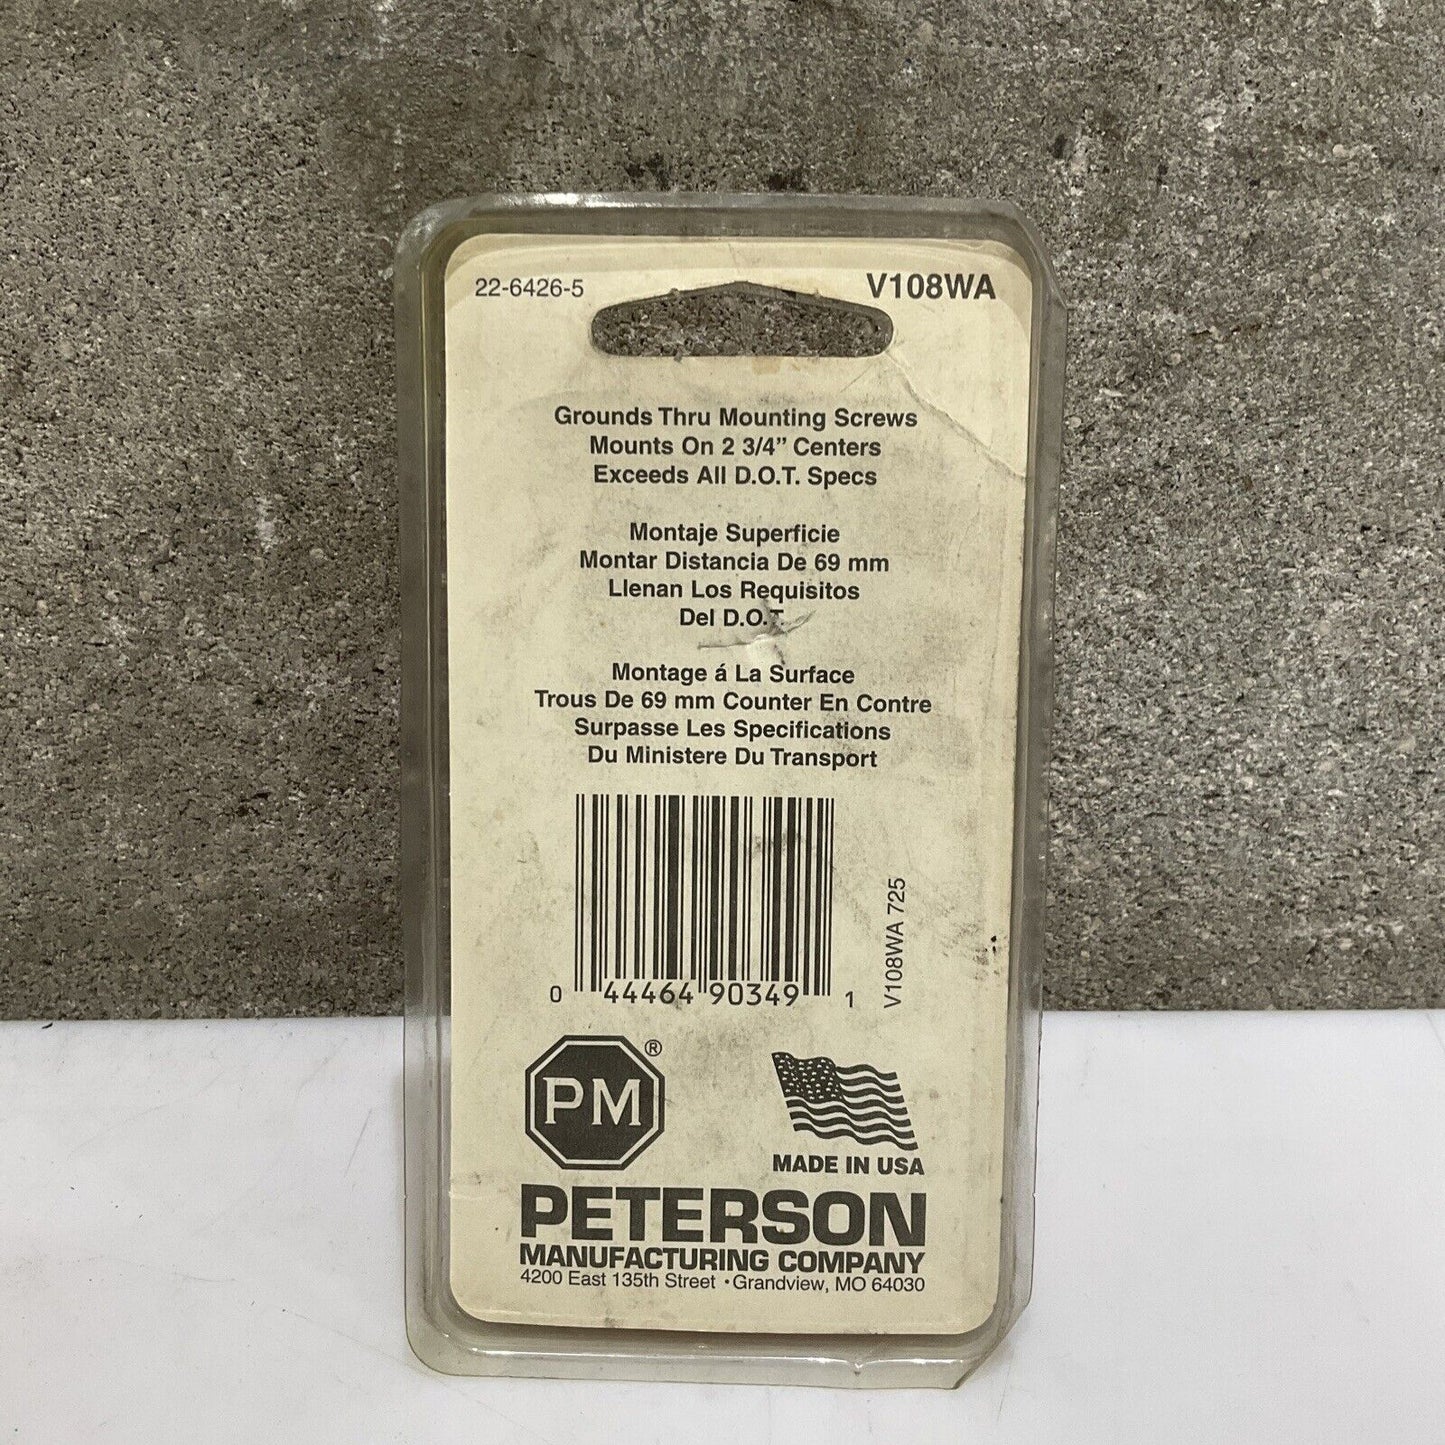 22-6426-5
V108WA
Grounds Thru Mounting Screws
Mounts On 2 3/4” Centers
Exceeds All D.O.T. Specs
Montaje Superficie
Montar Distancia De 69 mm
Llenan Los Requisitos
Del D.O.T.
Montage á La Surface
Trous De 69 mm Counter En Contre
Surpasse Les Specifications
Du Ministere Du Transport
0 44464 90349 1
V108WA 725
PM®
MADE IN USA
PETERSON
MANUFACTURING COMPANY
4200 East 135th Street • Grandview, MO 64030